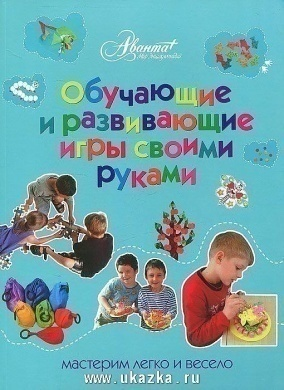 Аванта+
Обучающие
и развивающие
игры своими
руками
мастерим легко и весело
www.ukazka.ru